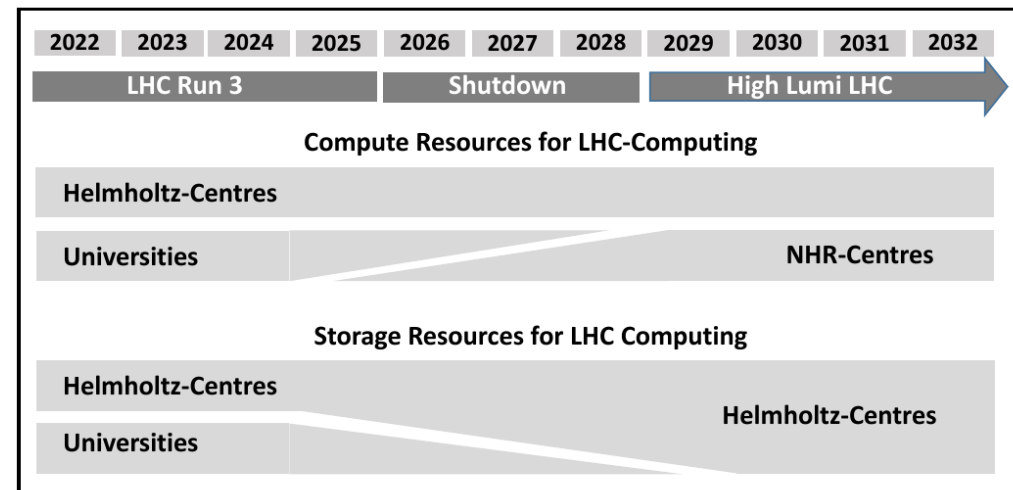 2022 2023 2024 2025 2026 2027 2028 2029 2030 2031 2032
LHC Run 3 Shutdown High Lumi LHC
Compute Resources for LHC-Computing
Helmholtz-Centres
Universities NHR-Centres
Storage Resources for LHC Computing
Helmholtz-Centres
Helmholtz-Centres
Universities